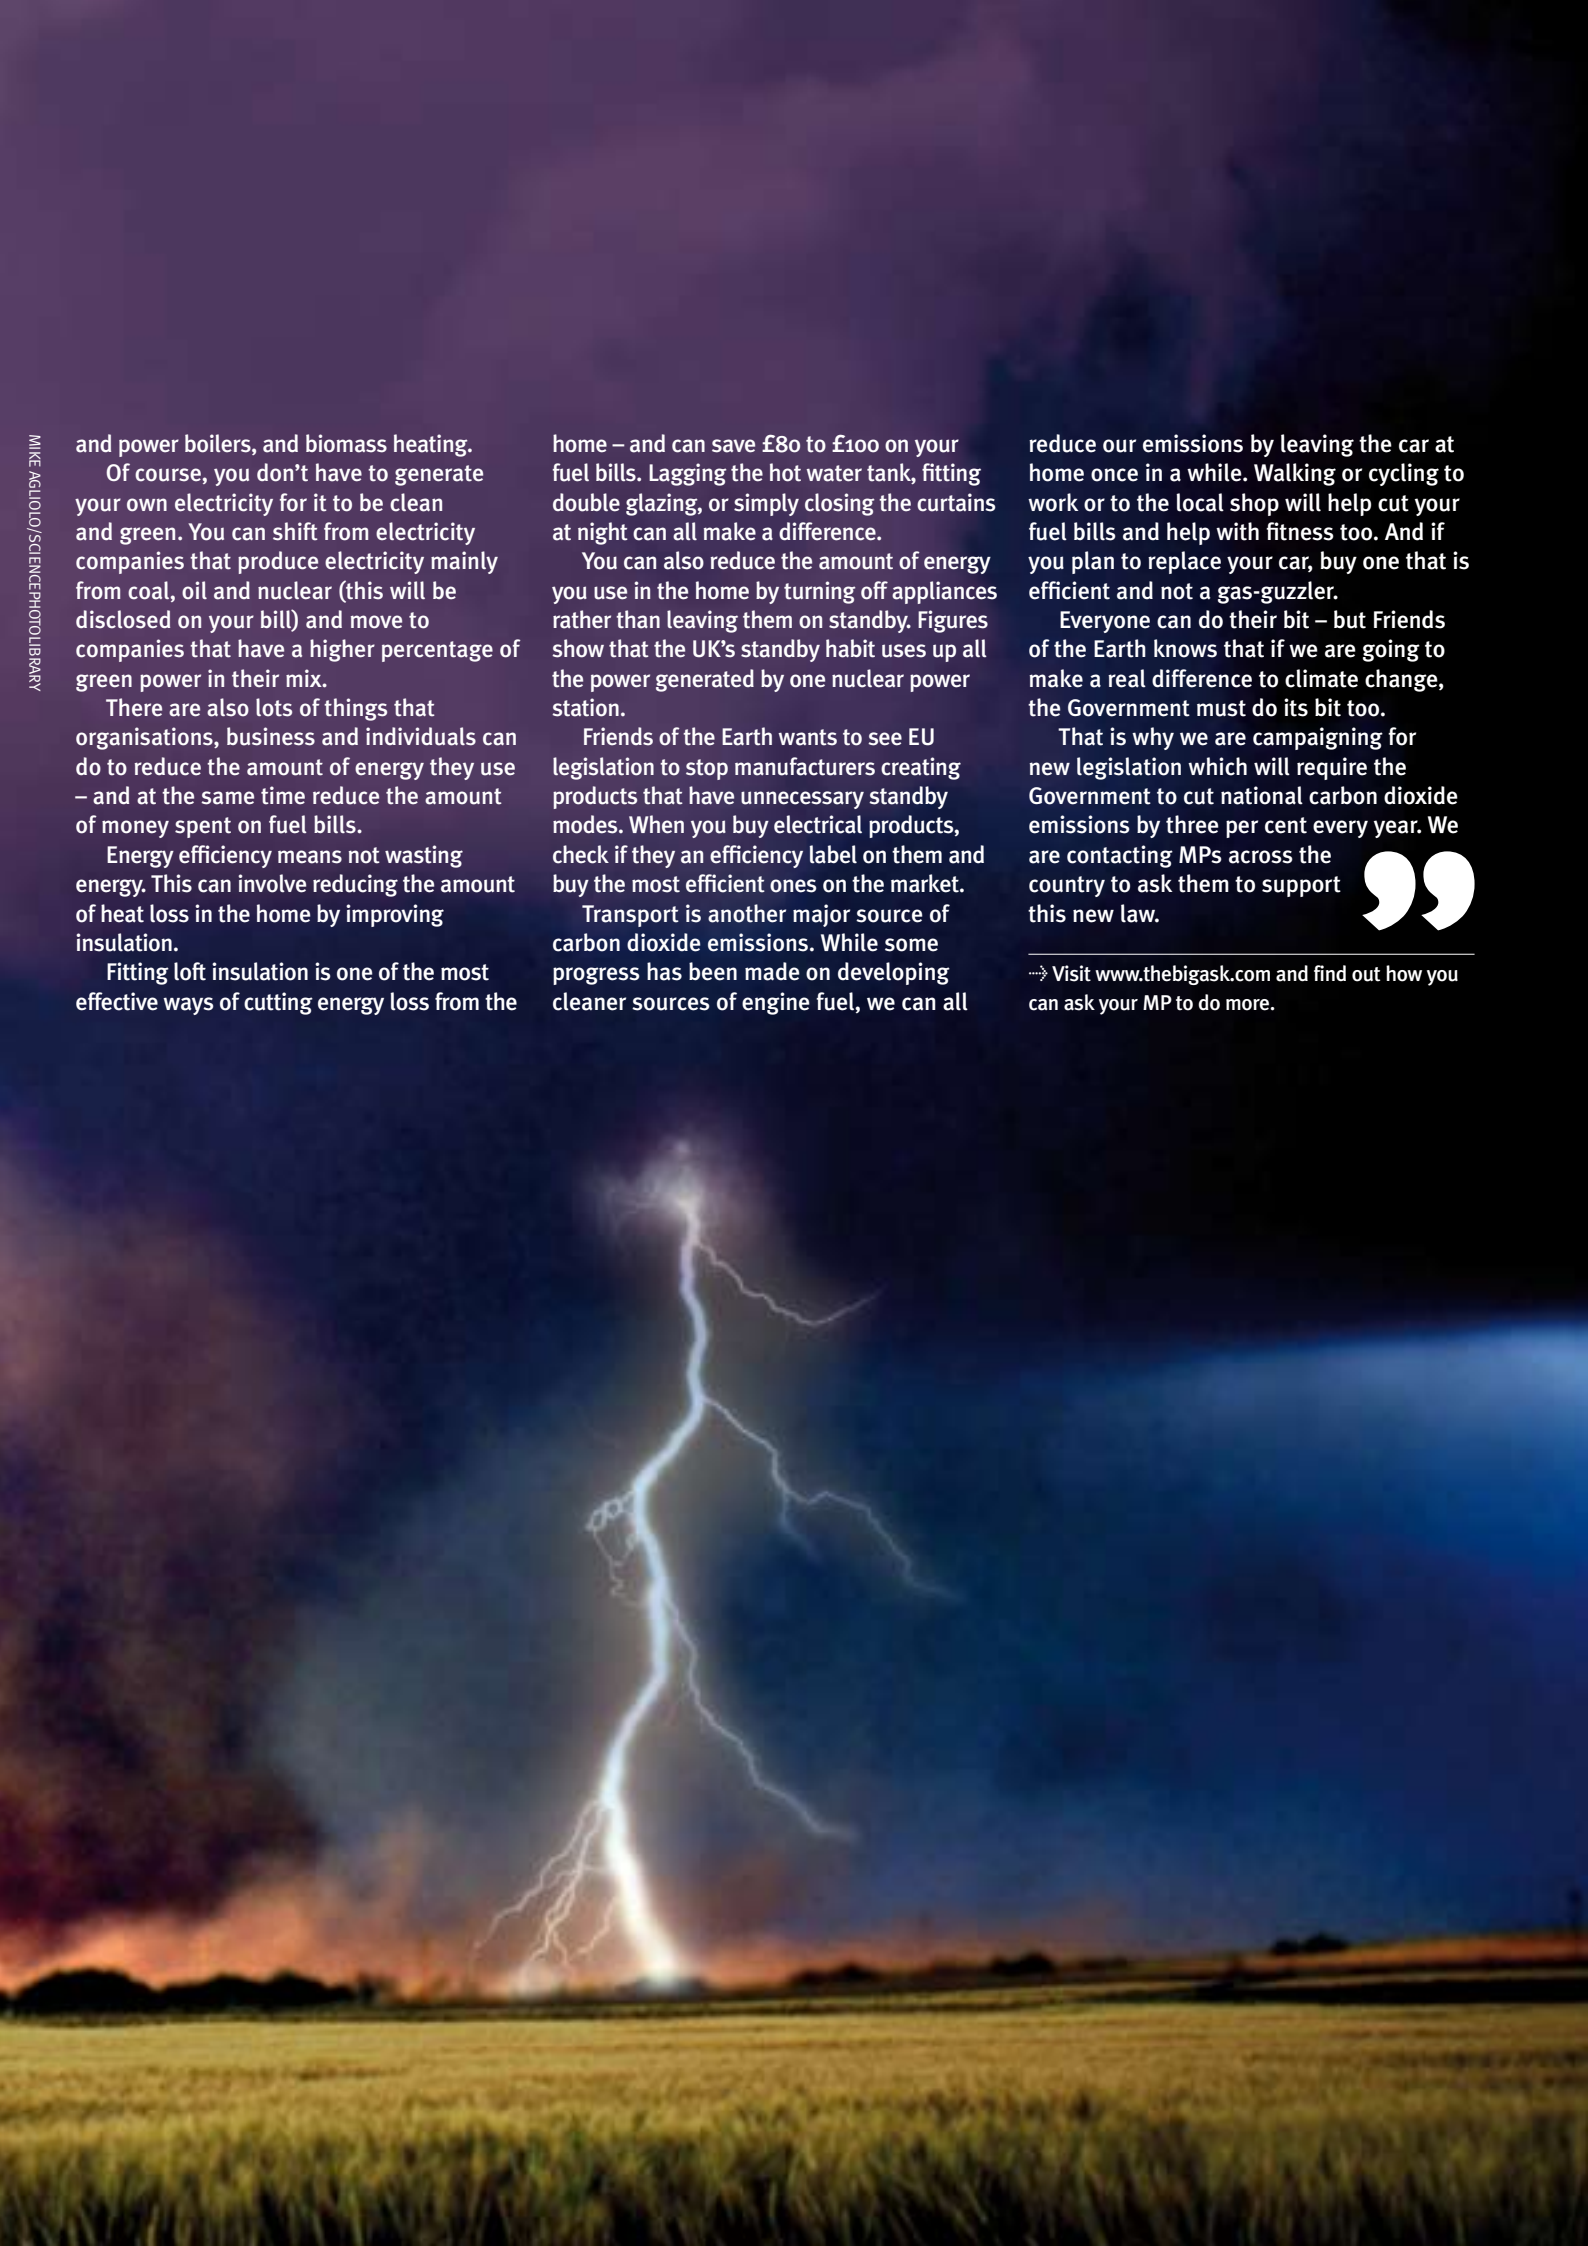 MIKE AGLIOLO/SCIENCEPHOTOLIBRARY
and power boilers, and biomass heating.
Of course, you don't have to generate
your own electricity for it to be clean
and green. You can shift from electricity
companies that produce electricity mainly
from coal, oil and nuclear (this will be
disclosed on your bill) and move to
companies that have a higher percentage of
green power in their mix.
There are also lots of things that
organisations, business and individuals can
do to reduce the amount of energy they use
– and at the same time reduce the amount
of money spent on fuel bills.
Energy efficiency means not wasting
energy. This can involve reducing the amount
of heat loss in the home by improving
insulation.
Fitting loft insulation is one of the most
effective ways of cutting energy loss from the
home – and can save £80 to £100 on your
fuel bills. Lagging the hot water tank, fitting
double glazing, or simply closing the curtains
at night can all make a difference.
You can also reduce the amount of energy
you use in the home by turning off appliances
rather than leaving them on standby. Figures
show that the UK's standby habit uses up all
the power generated by one nuclear power
station.
Friends of the Earth wants to see EU
legislation to stop manufacturers creating
products that have unnecessary standby
modes. When you buy electrical products,
check if they an efficiency label on them and
buy the most efficient ones on the market.
Transport is another major source of
carbon dioxide emissions. While some
progress has been made on developing
cleaner sources of engine fuel, we can all
reduce our emissions by leaving the car at
home once in a while. Walking or cycling to
work or to the local shop will help cut your
fuel bills and help with fitness too. And if
you plan to replace your car, buy one that is
efficient and not a gas-guzzler.
Everyone can do their bit – but Friends
of the Earth knows that if we are going to
make a real difference to climate change,
the Government must do its bit too.
That is why we are campaigning for
new legislation which will require the
Government to cut national carbon dioxide
emissions by three per cent every year. We
are contacting MPs across the
country to ask them to support
this new law. ”
Visit www.thebigask.com and find out how you
can ask your MP to do more.